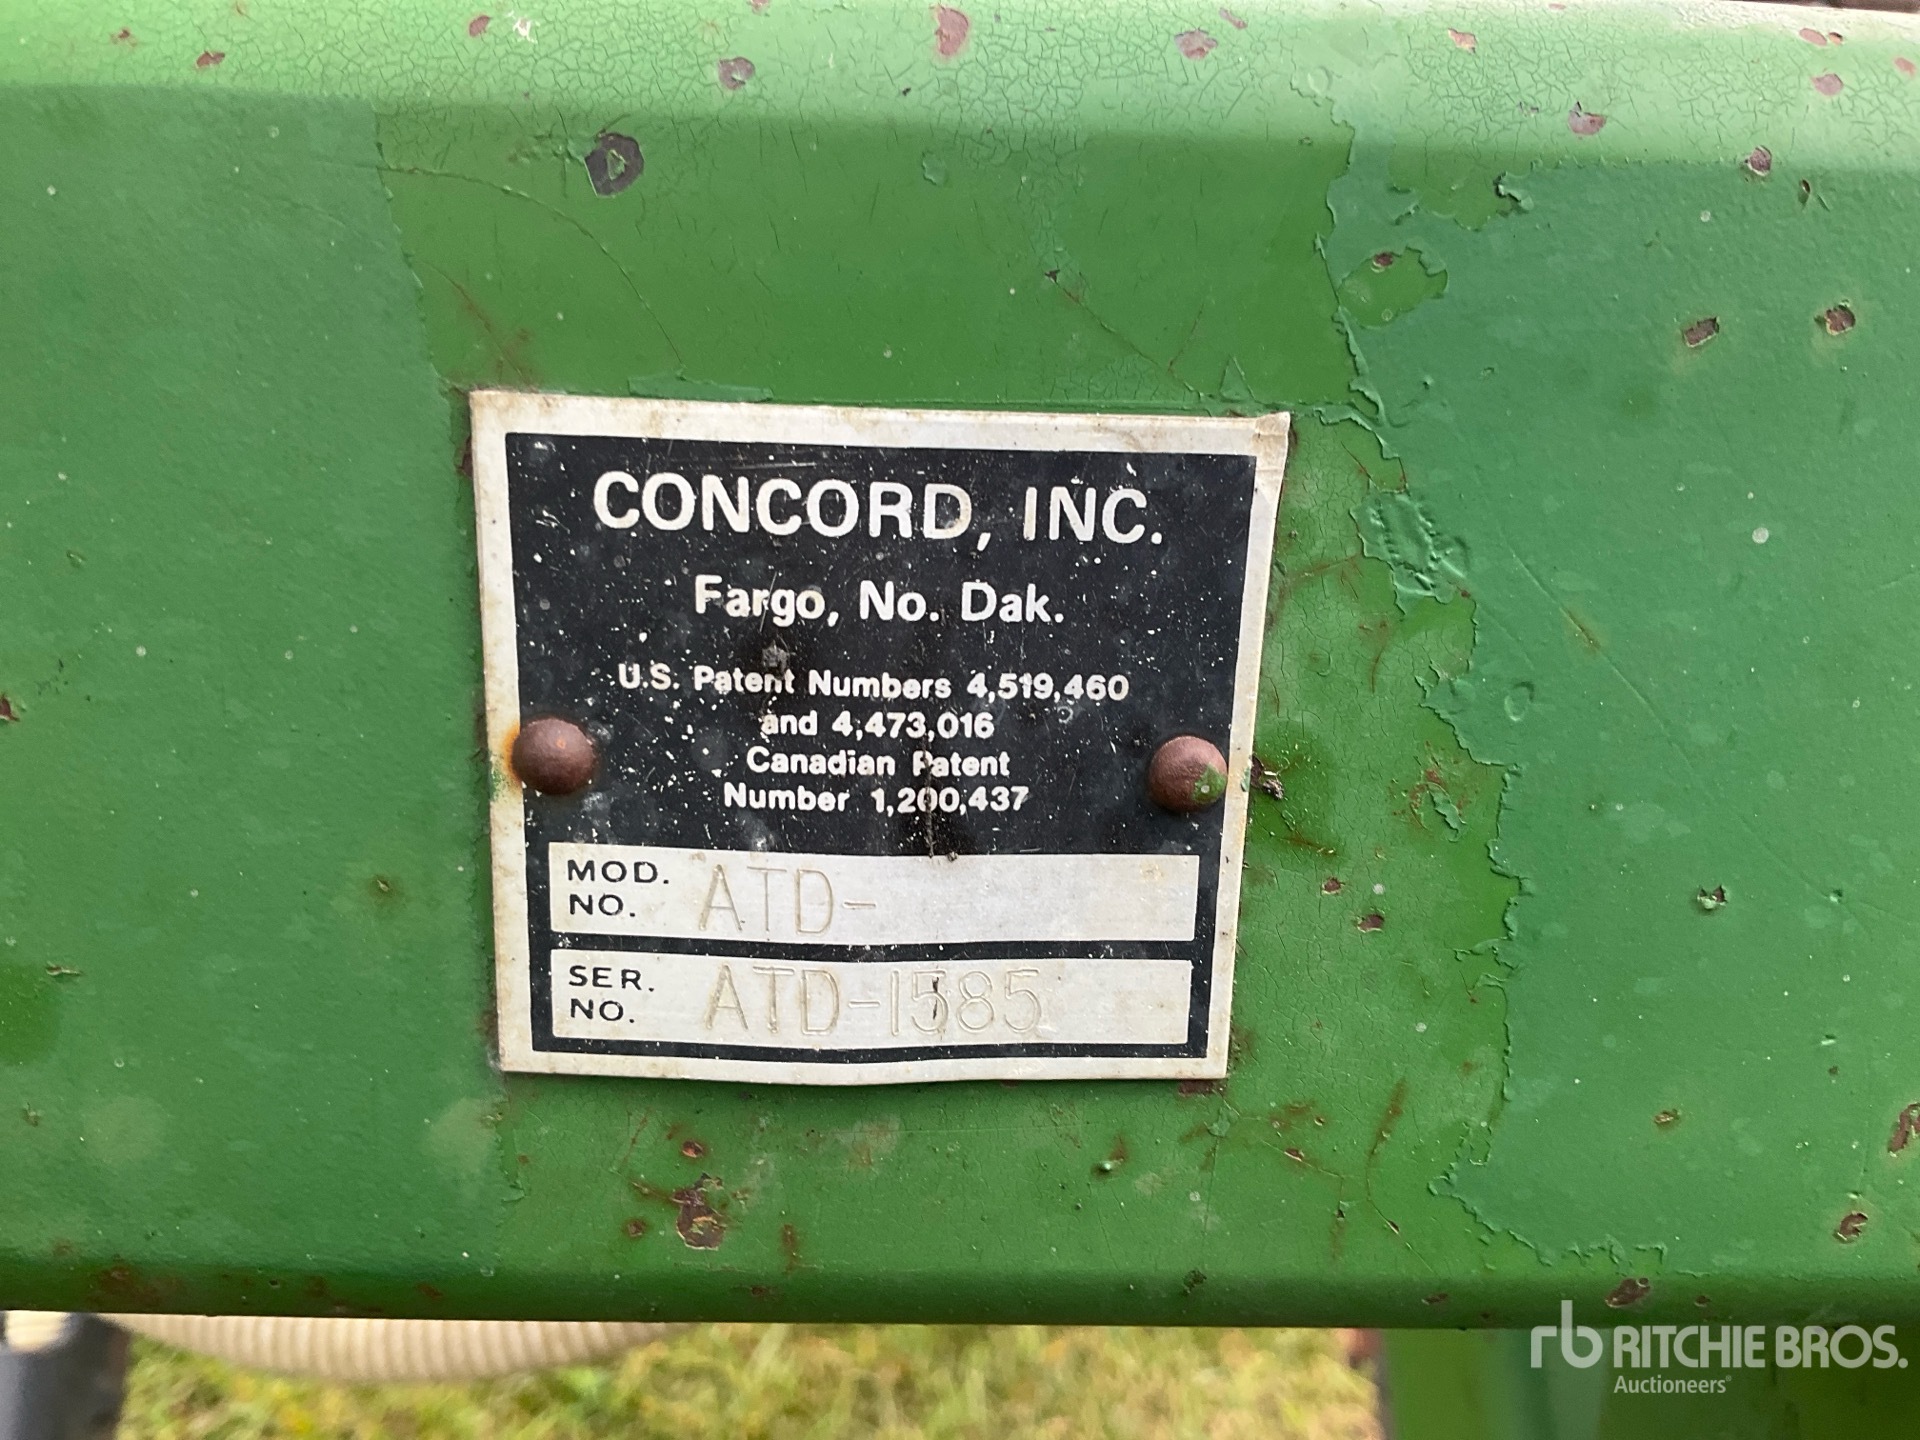 CONCORD, INC.
Fargo, No. Dak.
U.S. Patent Numbers 4,519,460
and 4,473,016
Canadian Patent
Number 1,200,437
MOD.
NO. ATD-
SER.
NO. ATD-1585
rb RITCHIE BROS.
Auctioneers®